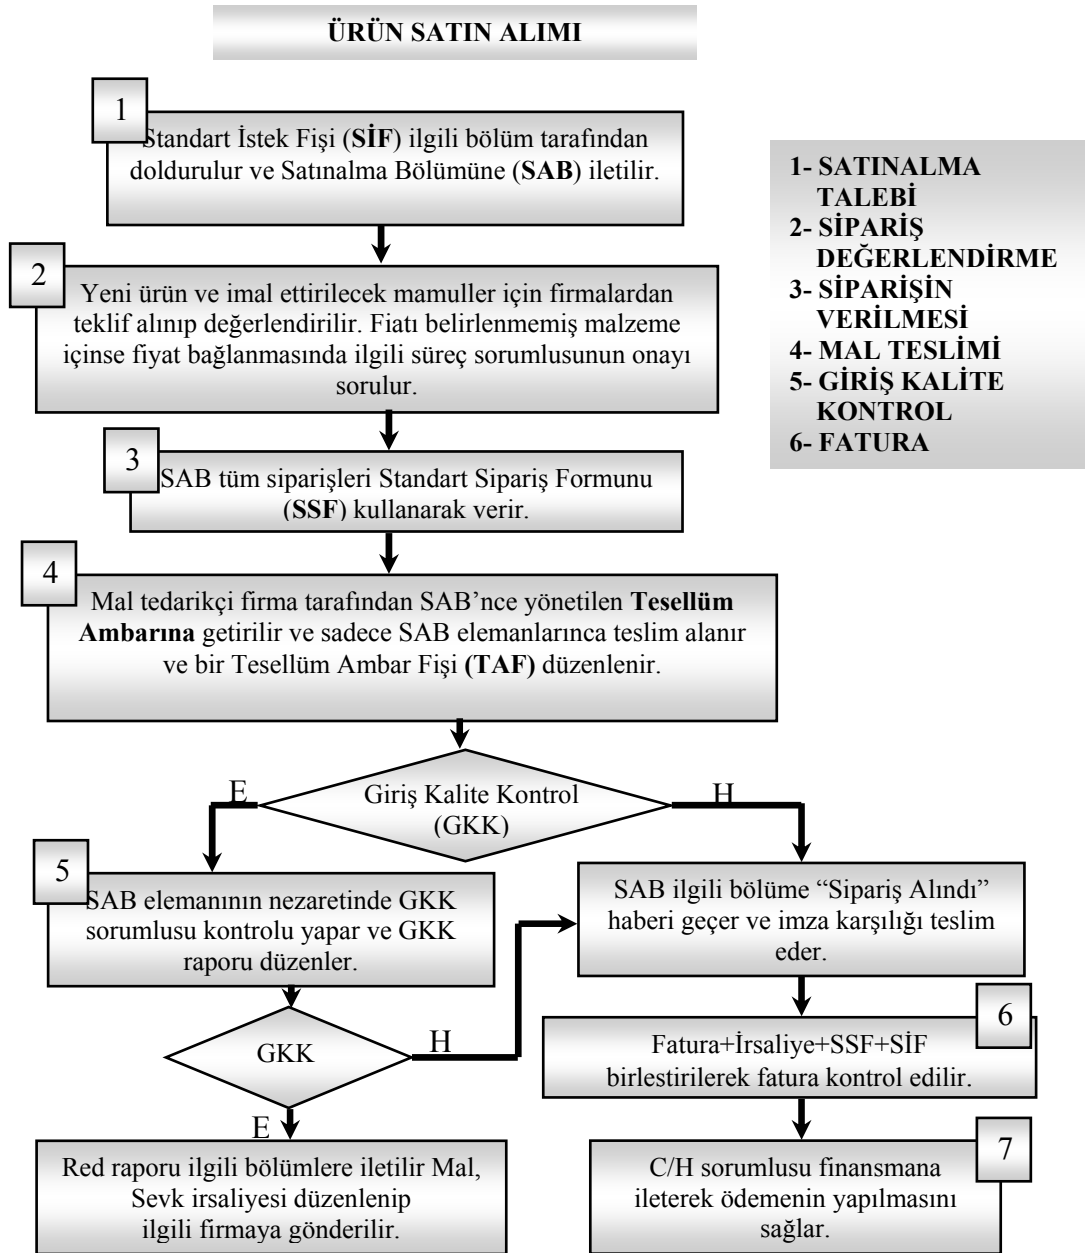 ÜRÜN SATIN ALIMI
1
Standart İstek Fişi (SİF) ilgili bölüm tarafından
doldurulur ve Satınalma Bölümüne (SAB) iletilir.
1- SATINALMA
TALEBİ
2- SİPARİŞ
DEĞERLENDİRME
3- SİPARİŞİN
VERİLMESİ
4- MAL TESLİMİ
5- GİRİŞ KALİTE
KONTROL
6- FATURA
2
Yeni ürün ve imal ettirilecek mamuller için firmalardan
teklif alınıp değerlendirilir. Fiatı belirlenmemiş malzeme
içinse fiyat bağlanmasında ilgili süreç sorumlusunun onayı
sorulur.
3
SAB tüm siparişleri Standart Sipariş Formunu
(SSF) kullanarak verir.
4
Mal tedarikçi firma tarafından SAB’nce yönetilen Tesellüm
Ambarına getirilir ve sadece SAB elemanlarınca teslim alanır
ve bir Tesellüm Ambar Fişi (TAF) düzenlenir.
E
Giriş Kalite Kontrol
(GKK)
H
5
SAB elemanının nezaretinde GKK
sorumlusu kontrolu yapar ve GKK
raporu düzenler.
SAB ilgili bölüme “Sipariş Alındı”
haberi geçer ve imza karşılığı teslim
eder.
GKK
H
E
6
Fatura+İrsaliye+SSF+SİF
birlestirilerek fatura kontrol edilir.
Red raporu ilgili bölümlere iletilir Mal,
Sevk irsaliyesi düzenlenip
ilgili firmaya gönderilir.
7
C/H sorumlusu finansmana
ileterek ödemenin yapılmasını
sağlar.